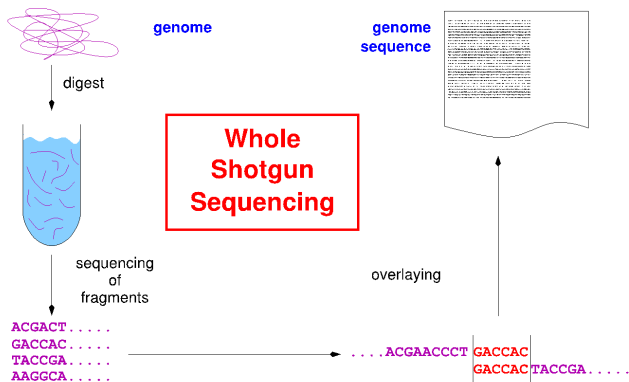 genome
genome
sequence
digest
Whole
Shotgun
Sequencing
sequencing
of
fragments
overlaying
ACGACT.....
GACCAC.....
TACCGA.....
AAGGCA.....
....ACGAACCCT GACCAC
GACCAC TACCGA.....